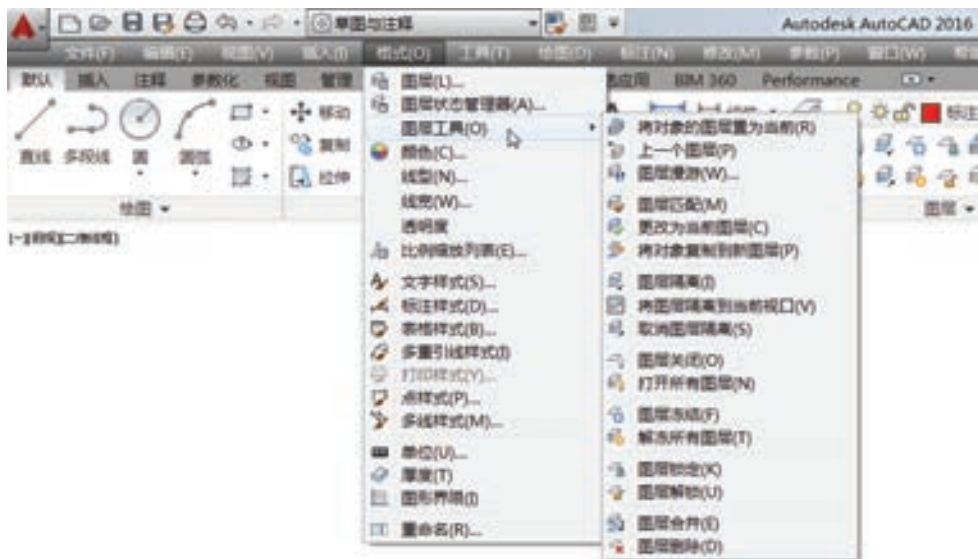 草图与注释
Autodesk AutoCAD 2016
文件(F) 编辑(E) 视图(V) 插入(I) 格式(O) 工具(T) 绘图(D) 标注(N) 修改(M) 参数(P) 窗口(W)
默认 插入 注释 参数化 视图 管理
BIM 360 Performance
直线 多段线 圆 圆弧
移动
复制
拉伸
绘图
[-][俯视][二维线框]
图层(L)...
图层状态管理器(A)...
图层工具(O)
颜色(C)...
线型(N)...
线宽(W)...
透明度
比例缩放列表(E)...
文字样式(S)...
标注样式(D)...
表格样式(B)...
多重引线样式(I)
打印样式(Y)...
点样式(P)...
多线样式(M)...
单位(U)...
厚度(T)
图形界限(I)
重命名(R)...
将对象的图层置为当前(R)
上一个图层(P)
图层漫游(W)...
图层匹配(M)
更改为当前图层(C)
将对象复制到新图层(P)
图层隔离(I)
将图层隔离到当前视口(V)
取消图层隔离(S)
图层关闭(O)
打开所有图层(N)
图层冻结(F)
解冻所有图层(T)
图层锁定(K)
图层解锁(U)
图层合并(E)
图层删除(D)
标注
图层